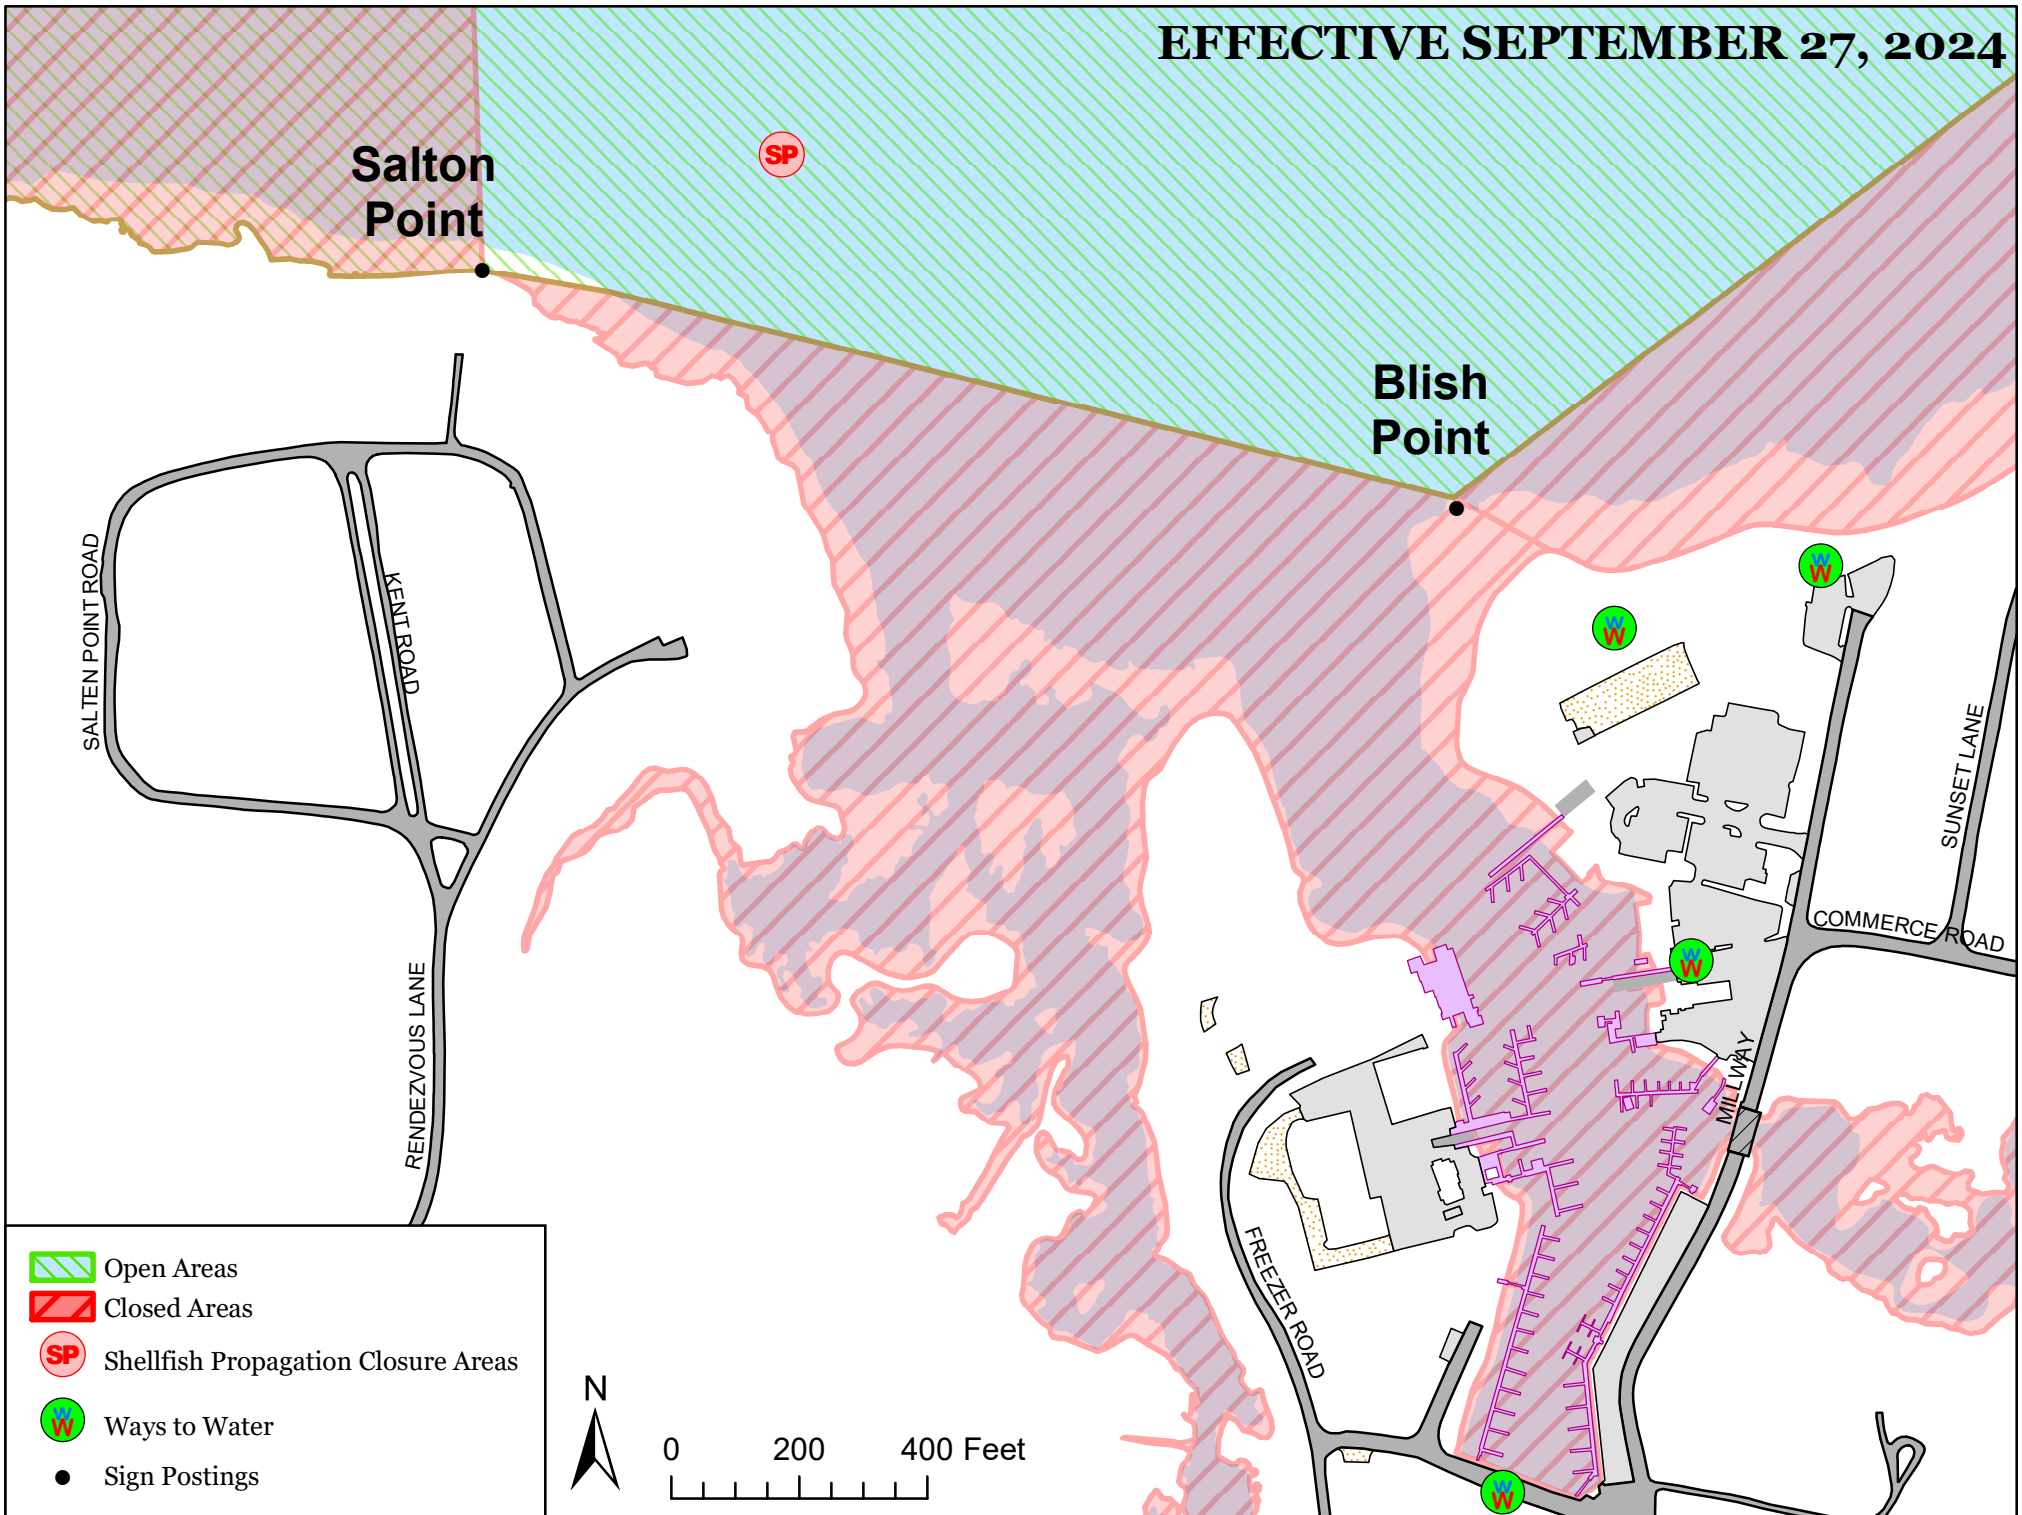 EFFECTIVE SEPTEMBER 27, 2024
SP
Salton
Point
Blish
Point
W
W
W
W
SALTEN POINT ROAD
KENT ROAD
SUNSET LANE
COMMERCE ROAD
W
W
RENDEZVOUS LANE
MILLWAY
FREEZER ROAD
Open Areas
Closed Areas
SP Shellfish Propagation Closure Areas
W
W
Ways to Water
Sign Postings
N
0 200 400 Feet
W
W